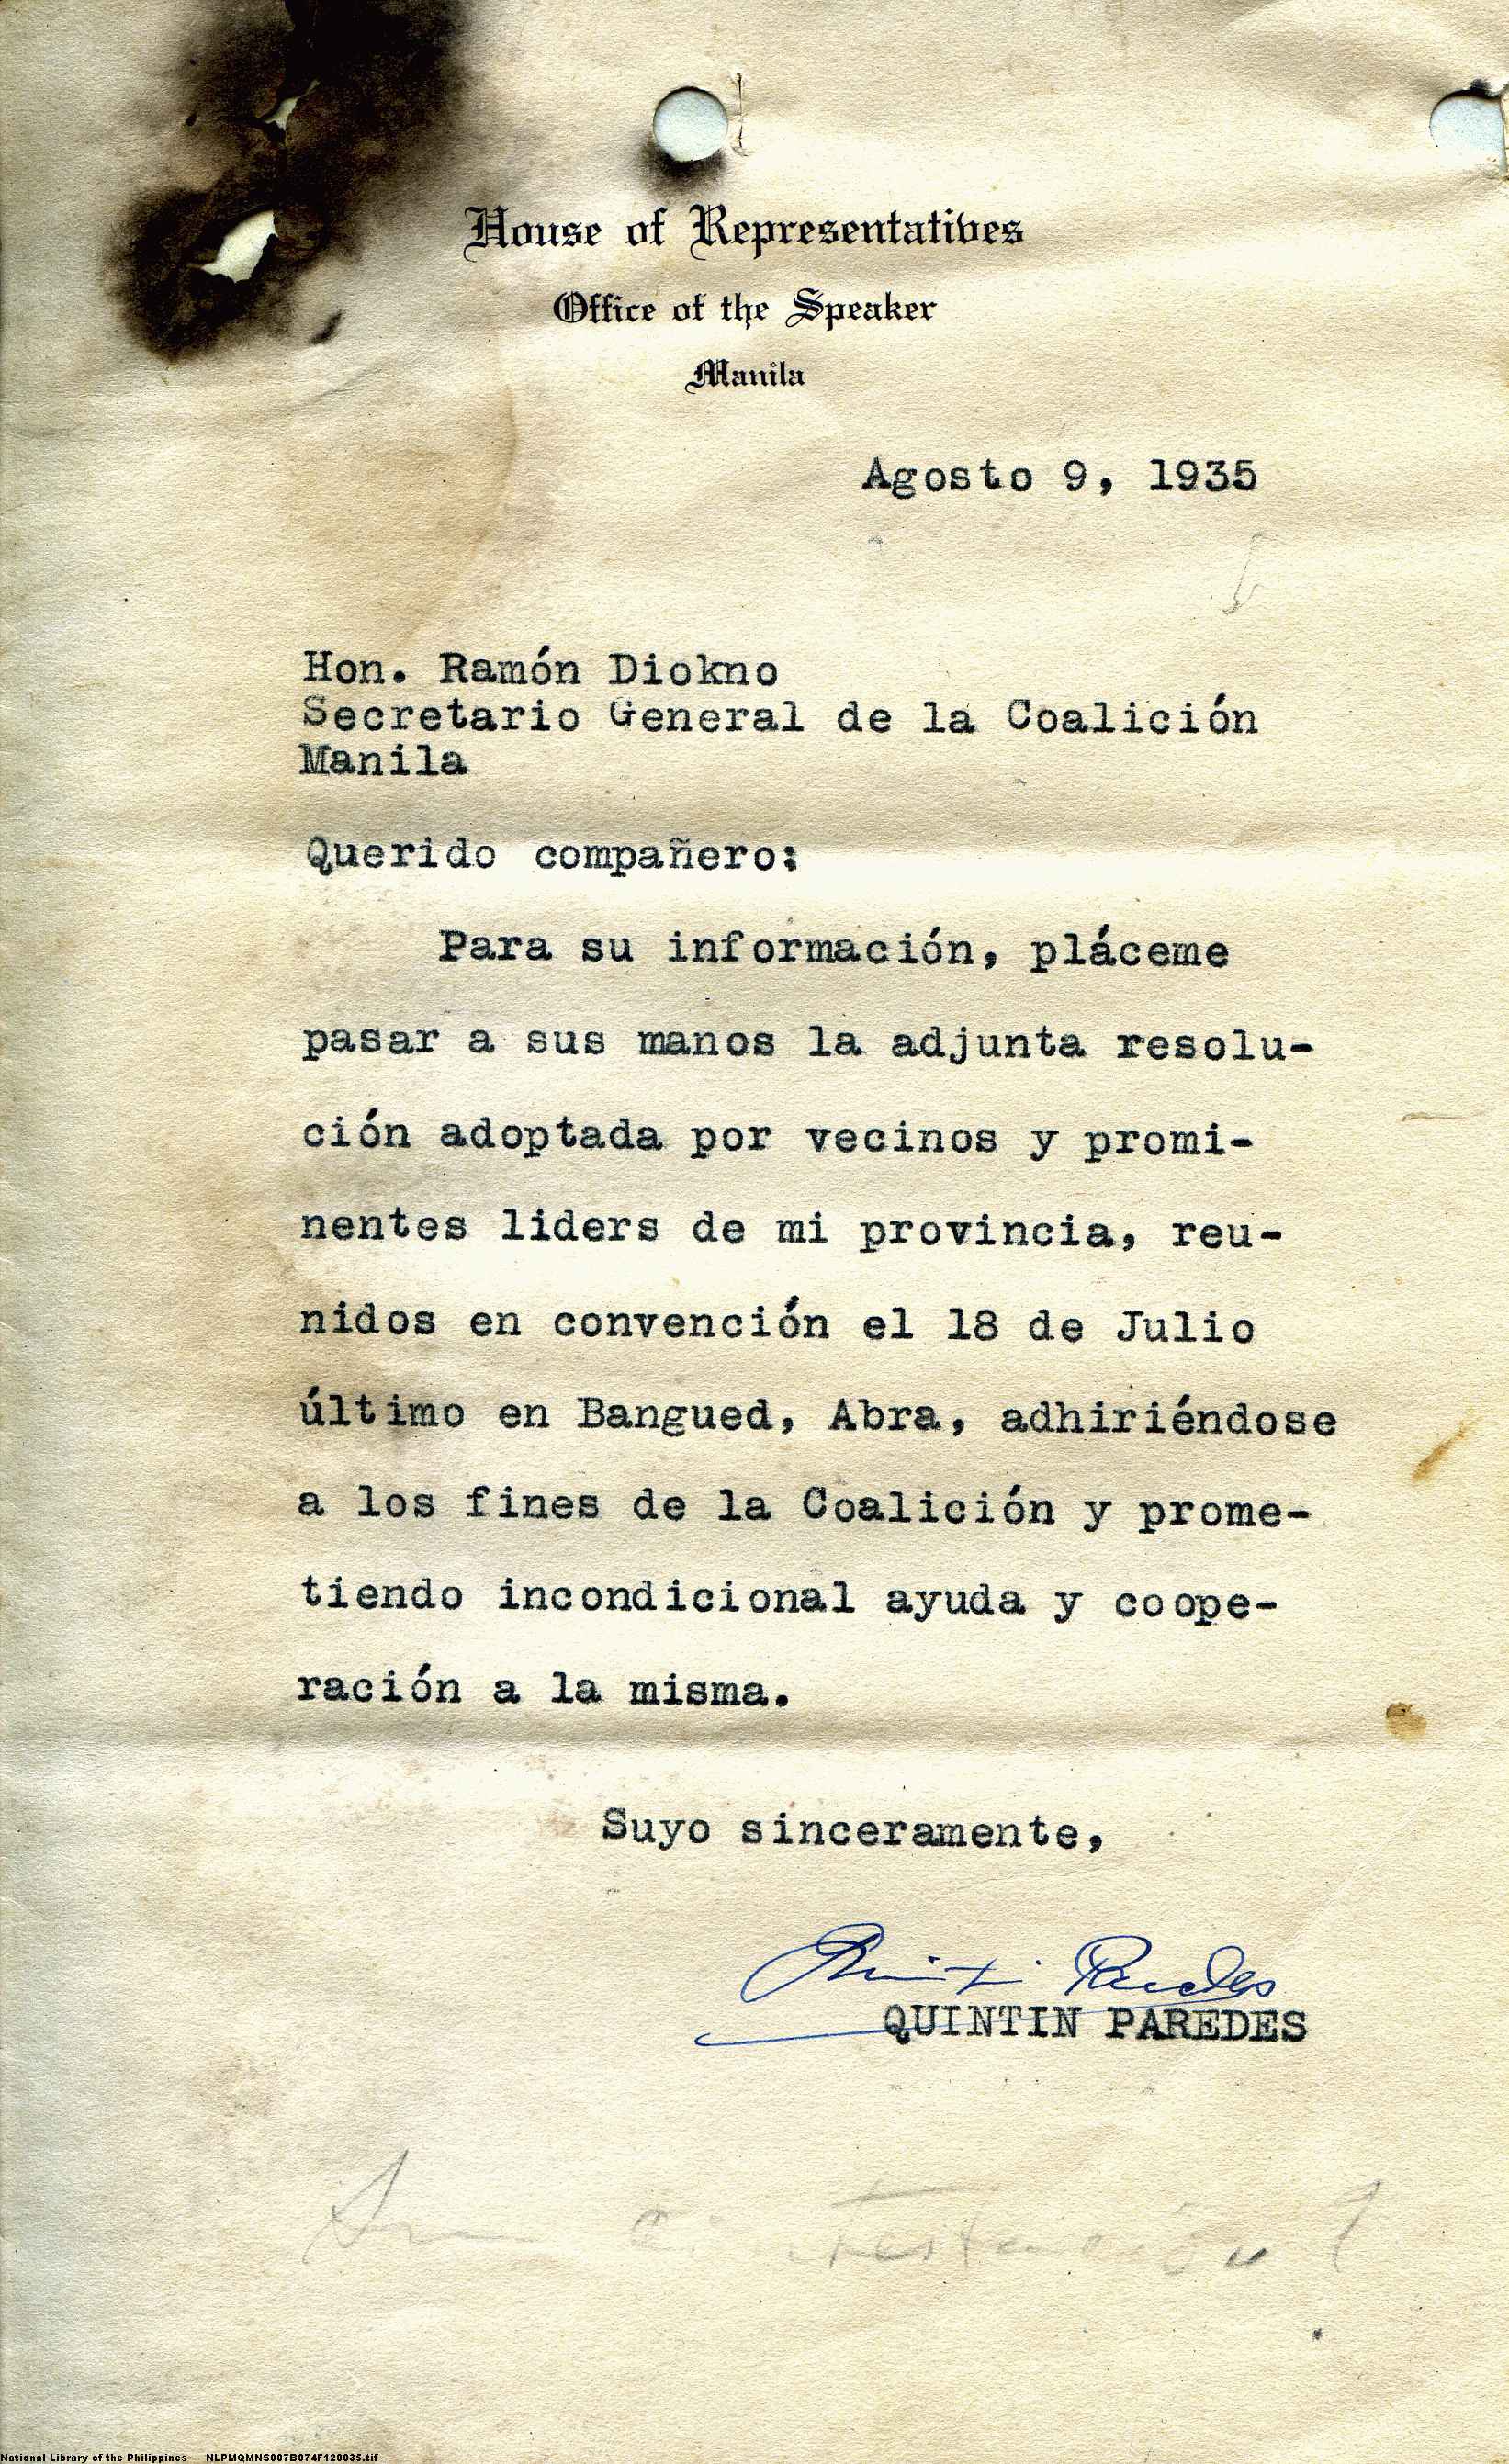 House of Representatives
Office of the Speaker
Manila
Agosto 9, 1935
Hon. Ramón Diokno
Secretario General de la Coalición
Manila
Querido compañero:
Para su información, pláceme
pasar a sus manos la adjunta resolu-
ción adoptada por vecinos y promi-
nentes liders de mi provincia, reu-
nidos en convención el 18 de Julio
último en Bangued, Abra, adhiriéndose
a los fines de la Coalición y prome-
tiendo incondicional ayuda y coope-
ración a la misma.
Suyo sinceramente,
Quintin Paredes
QUINTIN PAREDES
National Library of the Philippines NLPMQMNS007B074F120035.tif